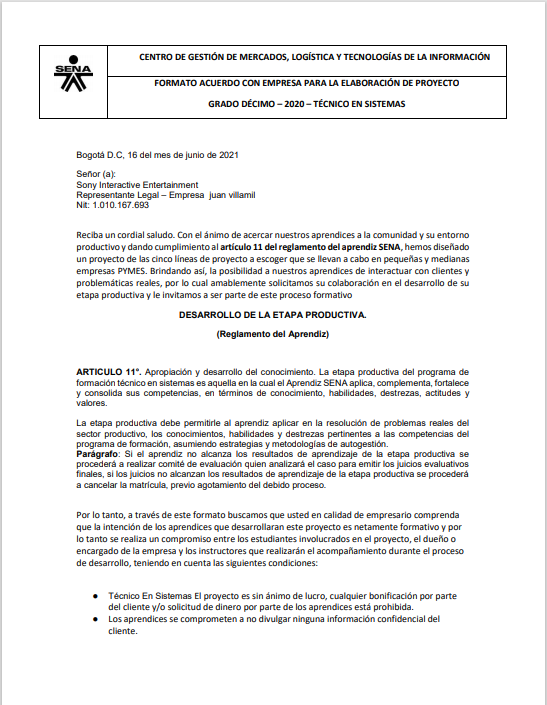 SENA
CENTRO DE GESTIÓN DE MERCADOS, LOGÍSTICA Y TECNOLOGÍAS DE LA INFORMACIÓN
FORMATO ACUERDO CON EMPRESA PARA LA ELABORACIÓN DE PROYECTO
GRADO DÉCIMO – 2020 – TÉCNICO EN SISTEMAS
Bogotá D.C, 16 del mes de junio de 2021
Señor (a):
Sony Interactive Entertainment
Representante Legal – Empresa juan villamil
Nit: 1.010.167.693
Reciba un cordial saludo. Con el ánimo de acercar nuestros aprendices a la comunidad y su entorno
productivo y dando cumplimiento al artículo 11 del reglamento del aprendiz SENA, hemos diseñado
un proyecto de las cinco líneas de proyecto a escoger que se llevan a cabo en pequeñas y medianas
empresas PYMES. Brindando así, la posibilidad a nuestros aprendices de interactuar con clientes y
problemáticas reales, por lo cual amablemente solicitamos su colaboración en el desarrollo de su
etapa productiva y le invitamos a ser parte de este proceso formativo
DESARROLLO DE LA ETAPA PRODUCTIVA.
(Reglamento del Aprendiz)
ARTICULO 11°. Apropiación y desarrollo del conocimiento. La etapa productiva del programa de
formación técnico en sistemas es aquella en la cual el Aprendiz SENA aplica, complementa, fortalece
y consolida sus competencias, en términos de conocimiento, habilidades, destrezas, actitudes y
valores.
La etapa productiva debe permitirle al aprendiz aplicar en la resolución de problemas reales del
sector productivo, los conocimientos, habilidades y destrezas pertinentes a las competencias del
programa de formación, asumiendo estrategias y metodologías de autogestión.
Parágrafo: Si el aprendiz no alcanza los resultados de aprendizaje de la etapa productiva se
procederá a realizar comité de evaluación quien analizará el caso para emitir los juicios evaluativos
finales, si los juicios no alcanzan los resultados de aprendizaje de la etapa productiva se procederá
a cancelar la matrícula, previo agotamiento del debido proceso.
Por lo tanto, a través de este formato buscamos que usted en calidad de empresario comprenda
que la intención de los aprendices que desarrollaran este proyecto es netamente formativo y por
lo tanto se realiza un compromiso entre los estudiantes involucrados en el proyecto, el dueño o
encargado de la empresa y los instructores que realizarán el acompañamiento durante el proceso
de desarrollo, teniendo en cuenta las siguientes condiciones:
● Técnico En Sistemas El proyecto es sin ánimo de lucro, cualquier bonificación por parte
del cliente y/o solicitud de dinero por parte de los aprendices está prohibida.
● Los aprendices se comprometen a no divulgar ninguna información confidencial del
cliente.